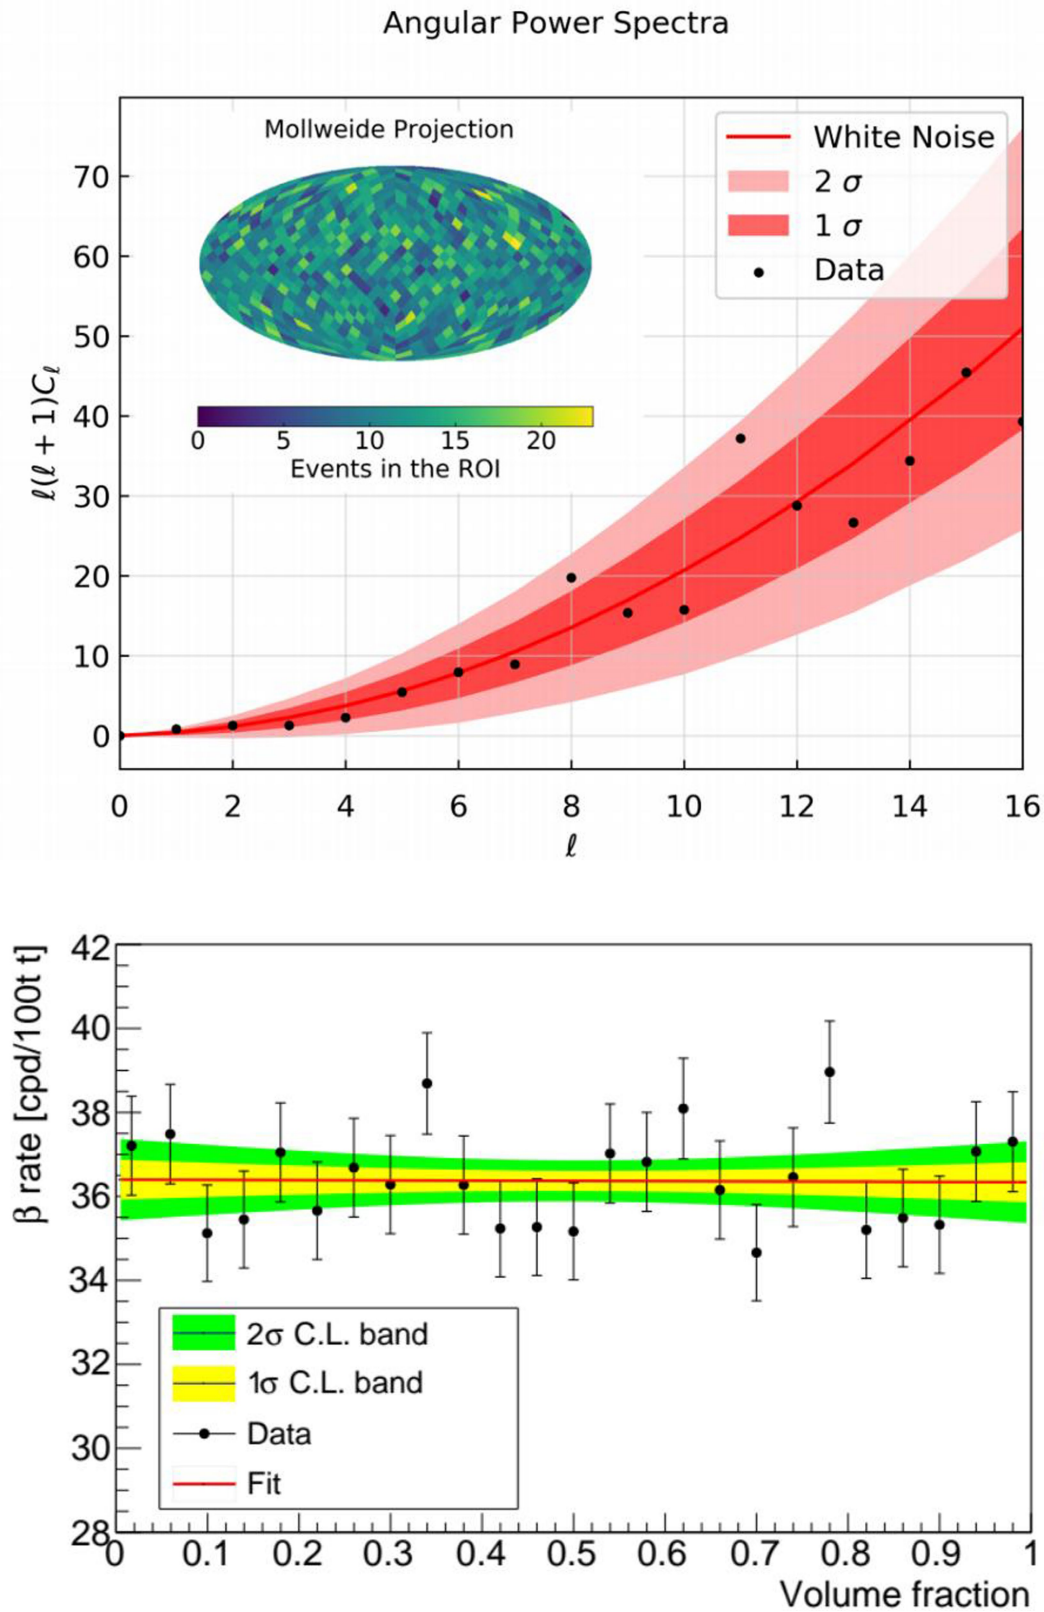 Angular Power Spectra
Mollweide Projection
0 5 10 15 20
Events in the ROI
White Noise
2 σ
1 σ
Data
ℓ(ℓ + 1)Cℓ
70
60
50
40
30
20
10
0
0 2 4 6 8 10 12 14 16
ℓ
β rate [cpd/100t t]
42
40
38
36
34
32
30
28
2σ C.L. band
1σ C.L. band
Data
Fit
0 0.1 0.2 0.3 0.4 0.5 0.6 0.7 0.8 0.9 1
Volume fraction